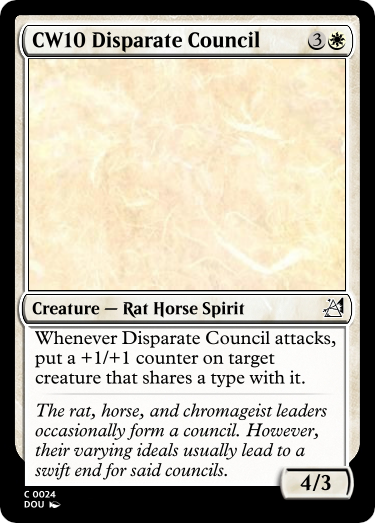 CW10 Disparate Council 3
Creature — Rat Horse Spirit
Whenever Disparate Council attacks,
put a +1/+1 counter on target
creature that shares a type with it.
The rat, horse, and chromageist leaders
occasionally form a council. However,
their varying ideals usually lead to a
swift end for said councils.
4/3
C 0024
DOU